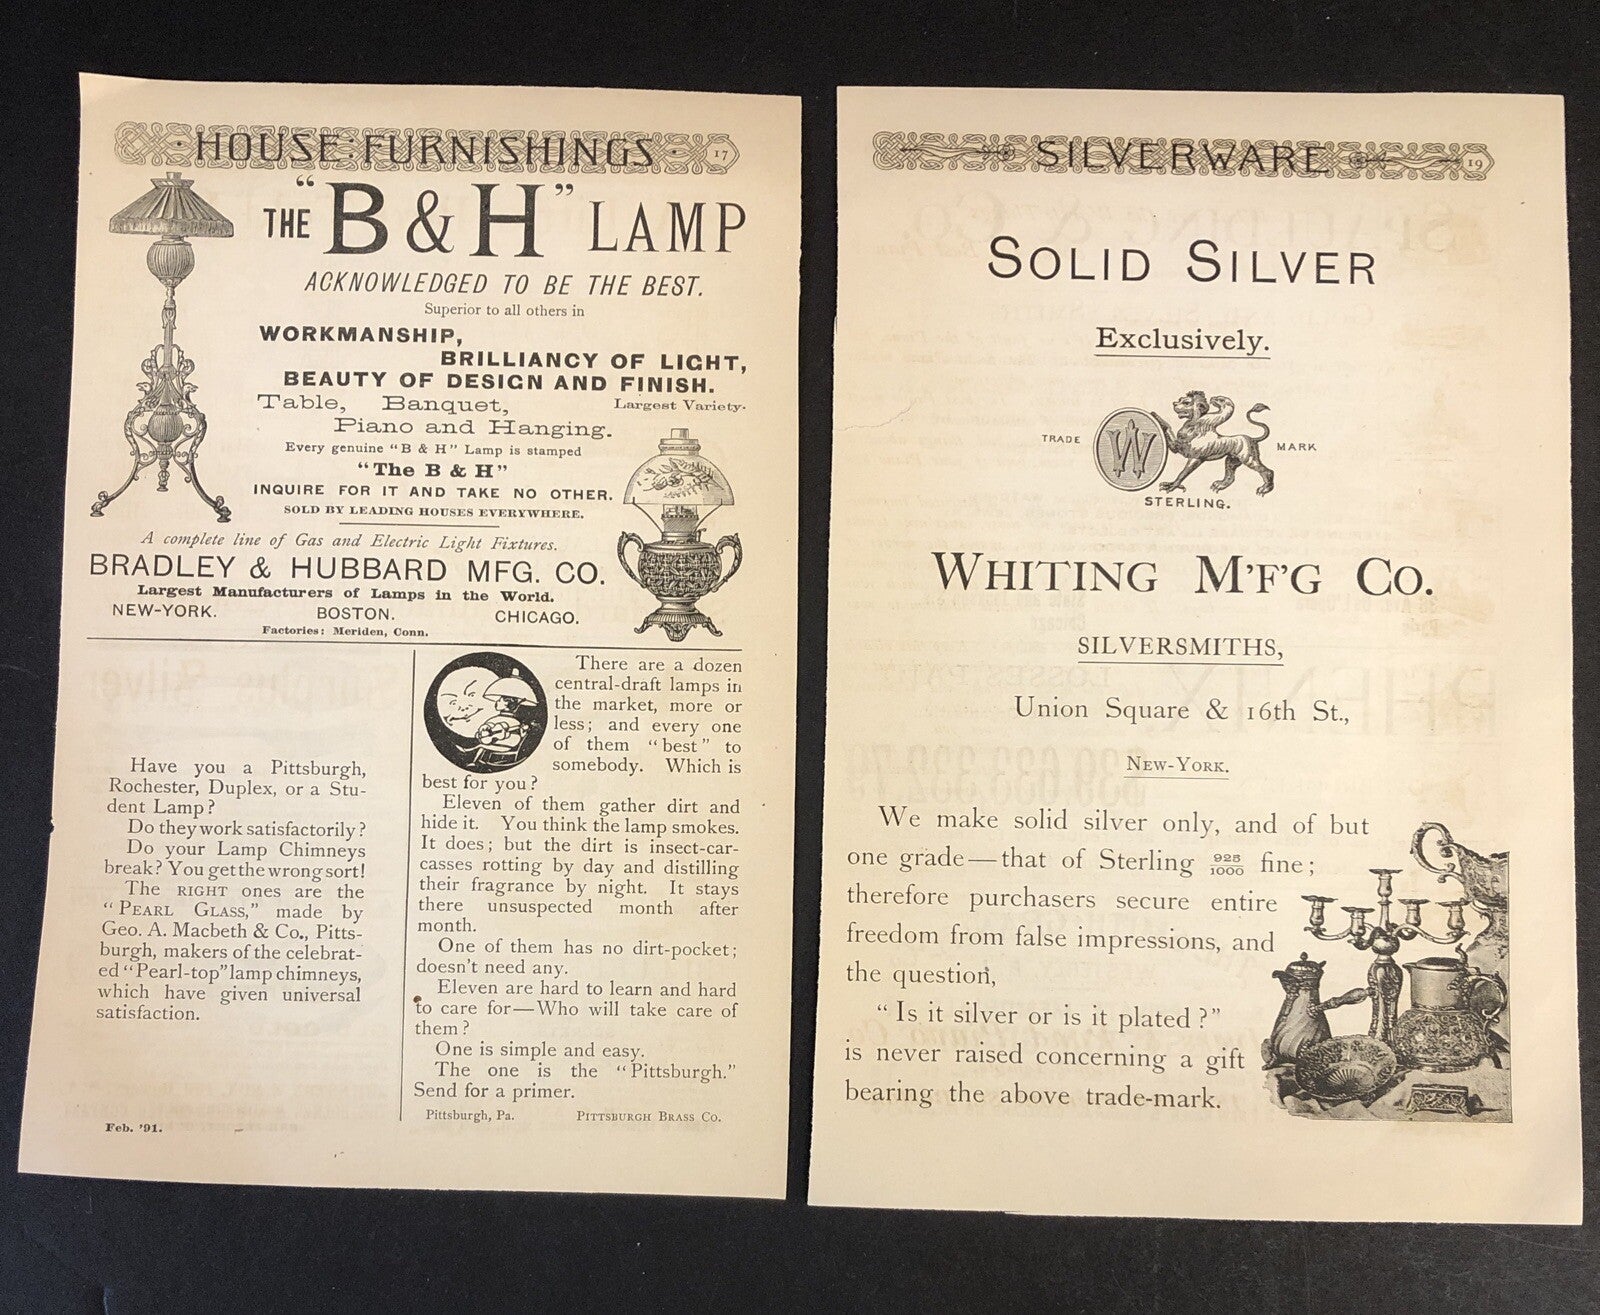 HOUSE:FURNISHINGS
17
THE "B & H" LAMP
ACKNOWLEDGED TO BE THE BEST.
Superior to all others in
WORKMANSHIP,
BRILLIANCY OF LIGHT,
BEAUTY OF DESIGN AND FINISH.
Table, Banquet, Largest Variety.
Piano and Hanging.
Every genuine "B & H" Lamp is stamped
"The B & H"
INQUIRE FOR IT AND TAKE NO OTHER.
SOLD BY LEADING HOUSES EVERYWHERE.
A complete line of Gas and Electric Light Fixtures.
BRADLEY & HUBBARD MFG. CO.
Largest Manufacturers of Lamps in the World.
NEW-YORK. BOSTON. CHICAGO.
Factories: Meriden, Conn.
Have you a Pittsburgh,
Rochester, Duplex, or a Stu-
dent Lamp?
Do they work satisfactorily?
Do your Lamp Chimneys
break? You get the wrong sort!
The RIGHT ones are the
"PEARL GLASS," made by
Geo. A. Macbeth & Co., Pitts-
burgh, makers of the celebrat-
ed "Pearl-top" lamp chimneys,
which have given universal
satisfaction.
Feb. '91.
There are a dozen
central-draft lamps in
the market, more or
less; and every one
of them "best" to
somebody. Which is
best for you?
Eleven of them gather dirt and
hide it. You think the lamp smokes.
It does; but the dirt is insect-car-
casses rotting by day and distilling
their fragrance by night. It stays
there unsuspected month after
month.
One of them has no dirt-pocket;
doesn't need any.
Eleven are hard to learn and hard
to care for—Who will take care of
them?
One is simple and easy.
The one is the "Pittsburgh."
Send for a primer.
Pittsburgh, Pa. PITTSBURGH BRASS CO.
SILVERWARE
19
SOLID SILVER
Exclusively.
TRADE W MARK
STERLING.
WHITING M'F'G CO.
SILVERSMITHS,
Union Square & 16th St.,
NEW-YORK.
We make solid silver only, and of but
one grade—that of Sterling 925/1000 fine;
therefore purchasers secure entire
freedom from false impressions, and
the question,
"Is it silver or is it plated?"
is never raised concerning a gift
bearing the above trade-mark.